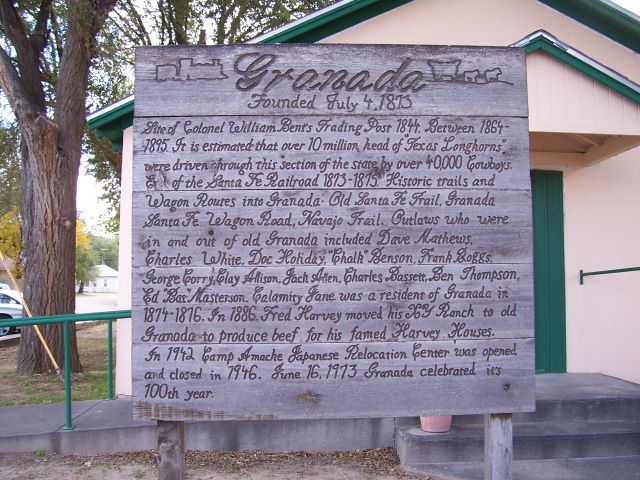 Granada
Founded July 4, 1873
Site of Colonel William Bent's Trading Post 1844. Between 1864-
1895. It is estimated that over 10 million head of "Texas Longhorns",
were driven through this section of the state by over 40,000 Cowboys.
End of the Santa Fe Railroad 1873-1875. Historic trails and
Wagon Routes into Granada: Old Santa Fe Trail, Granada
Santa Fe Wagon Road, Navajo Trail. Outlaws who were
in and out of old Granada included Dave Mathews,
Charles White, Doc Holiday, "Chalk" Benson, Frank Boggs,
George Corry, Clay Allison, Jack Allen, Charles Bassett, Ben Thompson,
Ed "Bat" Masterson. Calamity Jane was a resident of Granada in
1874-1876. In 1886 Fred Harvey moved his XY Ranch to old
Granada to produce beef for his famed Harvey Houses.
In 1942 Camp Amache Japanese Relocation Center was opened
and closed in 1946. June 16, 1973 Granada celebrated it's
100th year.